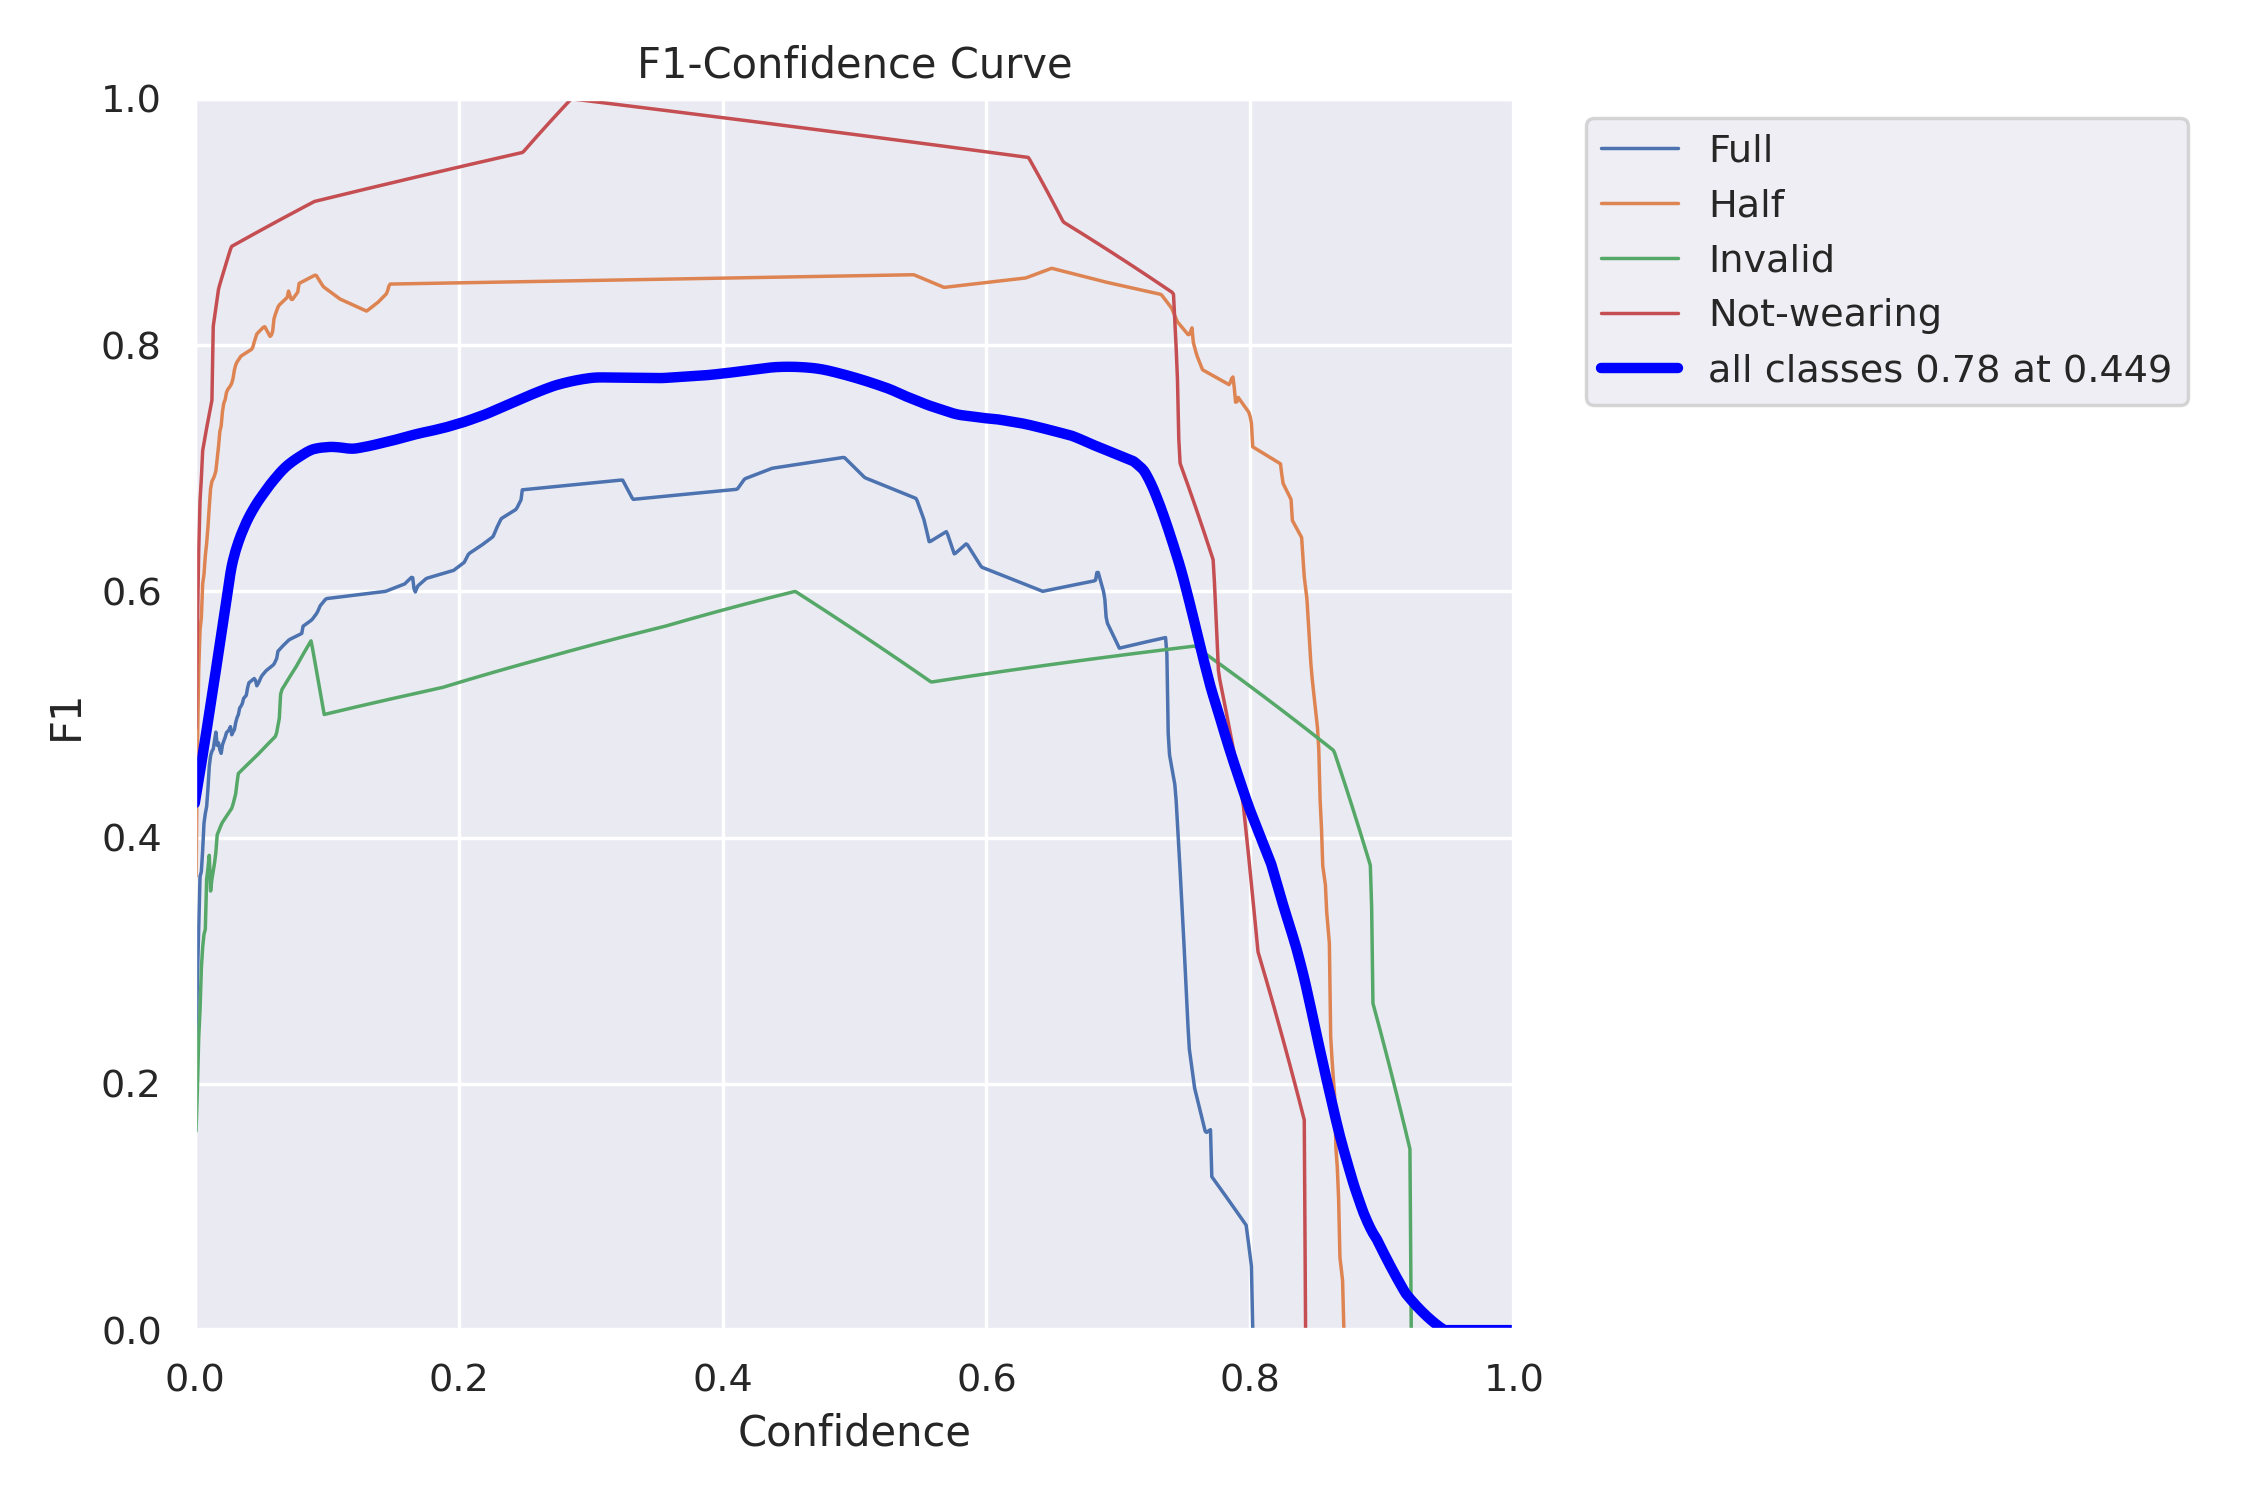 F1-Confidence Curve
1.0
0.8
0.6
0.4
0.2
0.0
F1
0.0 0.2 0.4 0.6 0.8 1.0
Confidence
Full
Half
Invalid
Not-wearing
all classes 0.78 at 0.449